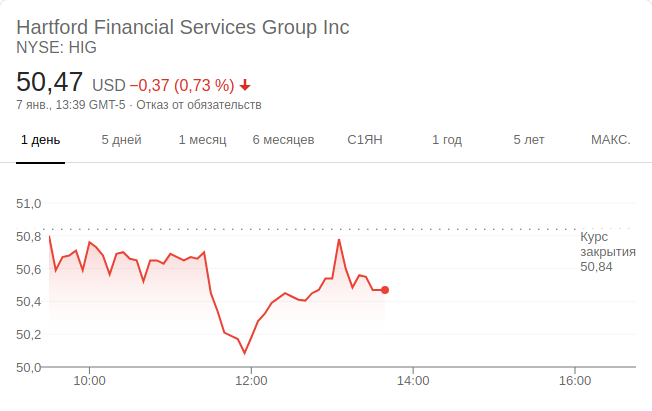 Hartford Financial Services Group Inc
NYSE: HIG
50,47 USD −0,37 (0,73 %)
7 янв., 13:39 GMT-5 · Отказ от обязательств
1 день 5 дней 1 месяц 6 месяцев С1ЯН 1 год 5 лет МАКС.
51,0
50,8
50,6
50,4
50,2
50,0
Курс
закрытия
50,84
10:00 12:00 14:00 16:00